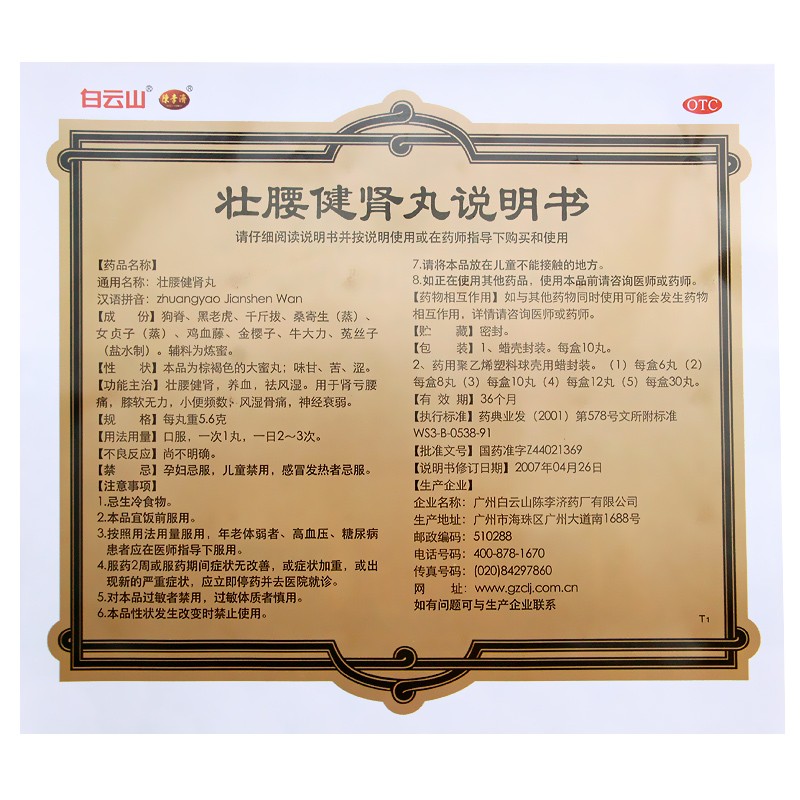 白云山® 陈李济®
OTC
壮腰健肾丸说明书
请仔细阅读说明书并按说明使用或在药师指导下购买和使用
【药品名称】
通用名称：壮腰健肾丸
汉语拼音：zhuangyao Jianshen Wan
【成 份】狗脊、黑老虎、千斤拔、桑寄生（蒸）、
女贞子（蒸）、鸡血藤、金樱子、牛大力、菟丝子
（盐水制）。辅料为炼蜜。
【性 状】本品为棕褐色的大蜜丸；味甘、苦、涩。
【功能主治】壮腰健肾，养血，祛风湿。用于肾亏腰
痛，膝软无力，小便频数，风湿骨痛，神经衰弱。
【规 格】每丸重5.6克
【用法用量】口服，一次1丸，一日2～3次。
【不良反应】尚不明确。
【禁 忌】孕妇忌服，儿童禁用，感冒发热者忌服。
【注意事项】
1.忌生冷食物。
2.本品宜饭前服用。
3.按照用法用量服用，年老体弱者、高血压、糖尿病
患者应在医师指导下服用。
4.服药2周或服药期间症状无改善，或症状加重，或出
现新的严重症状，应立即停药并去医院就诊。
5.对本品过敏者禁用，过敏体质者慎用。
6.本品性状发生改变时禁止使用。
7.请将本品放在儿童不能接触的地方。
8.如正在使用其他药品，使用本品前请咨询医师或药师。
【药物相互作用】如与其他药物同时使用可能会发生药物
相互作用，详情请咨询医师或药师。
【贮 藏】密封。
【包 装】1、蜡壳封装。每盒10丸。
2、药用聚乙烯塑料球壳用蜡封装。（1）每盒6丸（2）
每盒8丸（3）每盒10丸（4）每盒12丸（5）每盒30丸。
【有 效 期】36个月
【执行标准】药典业发（2001）第578号文所附标准
WS3-B-0538-91
【批准文号】国药准字Z44021369
【说明书修订日期】2007年04月26日
【生产企业】
企业名称：广州白云山陈李济药厂有限公司
生产地址：广州市海珠区广州大道南1688号
邮政编码：510288
电话号码：400-878-1670
传真号码：(020)84297860
网 址：www.gzclj.com.cn
如有问题可与生产企业联系
T1